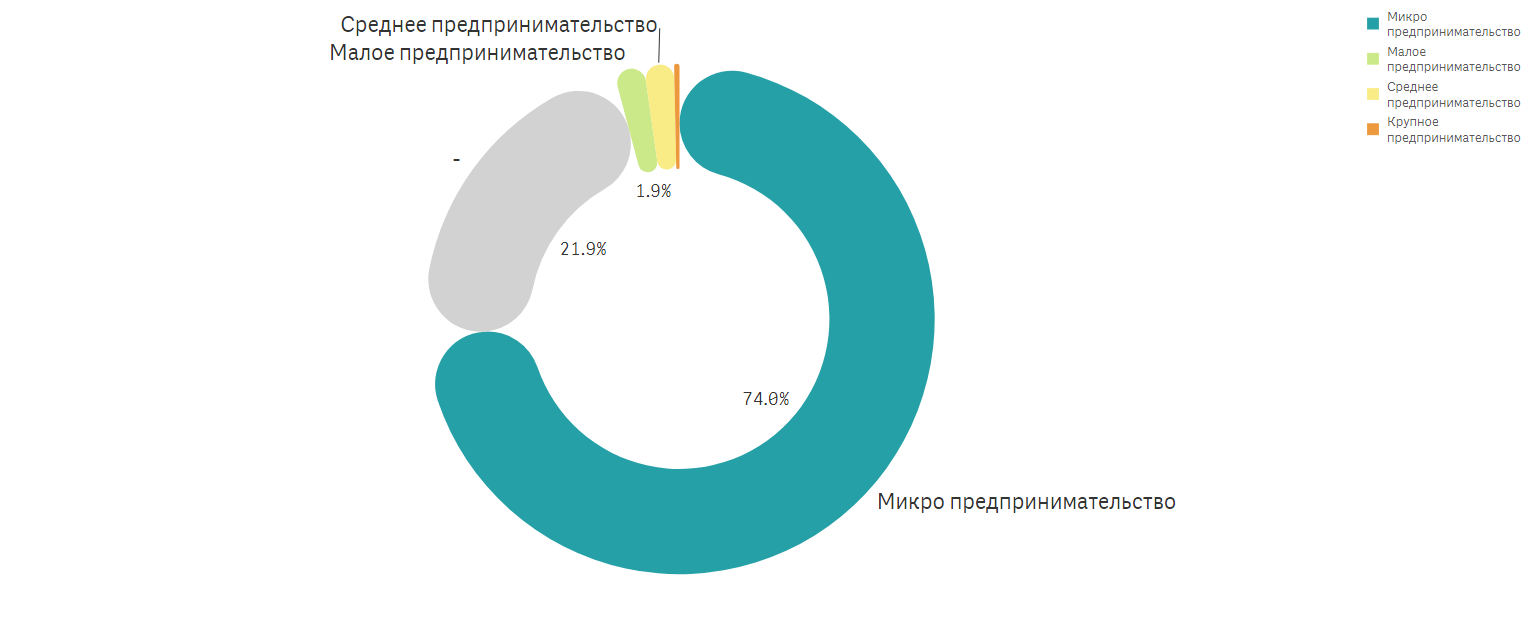 Среднее предпринимательство
Малое предпринимательство
-
1.9%
21.9%
74.0%
Микро предпринимательство
Микро
предпринимательство
Малое
предпринимательство
Среднее
предпринимательство
Крупное
предпринимательство